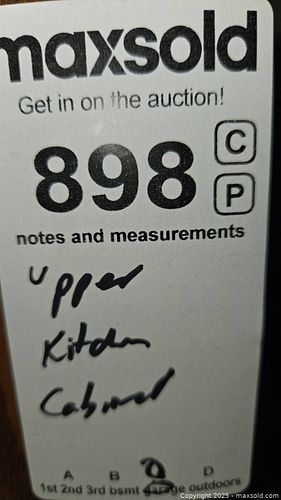 maxsold
Get in on the auction!
898 C
P
notes and measurements
Upper
Kitchen
Cabinet
A B D
1st 2nd 3rd bsmt garage outdoors
Copyright 2025 - maxsold.com